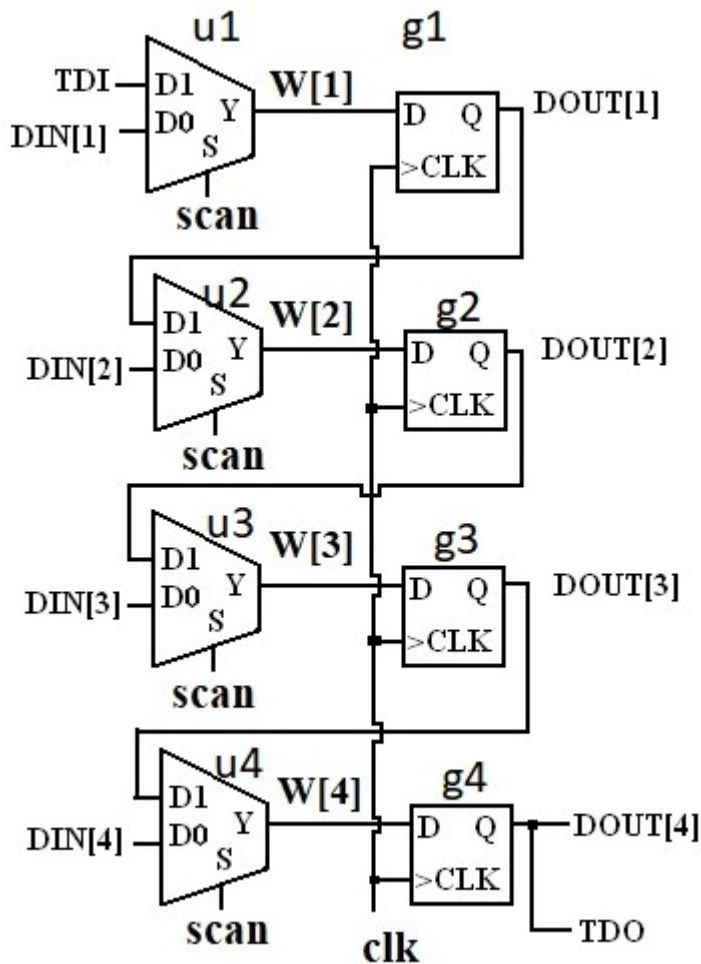 u1
g1
TDI
D1
W[1]
DOUT[1]
D Q
DIN[1]
D0
Y
S
>CLK
scan
u2
g2
D1
W[2]
DOUT[2]
Y
D Q
DIN[2]
D0
S
>CLK
scan
u3
g3
D1
W[3]
DOUT[3]
Y
D Q
DIN[3]
D0
S
>CLK
scan
u4
g4
D1
W[4]
Y
D Q
DOUT[4]
DIN[4]
D0
S
>CLK
scan
clk
TDO